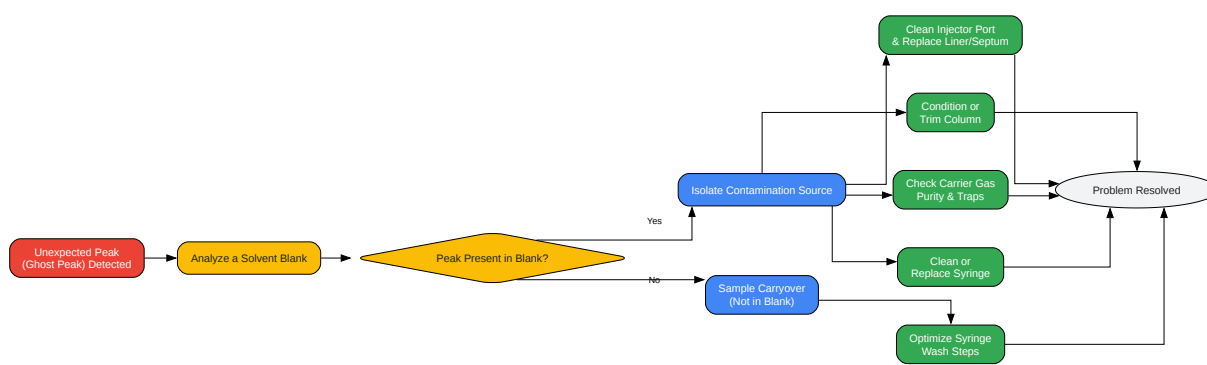 Unexpected Peak
(Ghost Peak) Detected
Analyze a Solvent Blank
Peak Present in Blank?
Yes
No
Isolate Contamination Source
Sample Carryover
(Not in Blank)
Clean Injector Port
& Replace Liner/Septum
Condition or
Trim Column
Check Carrier Gas
Purity & Traps
Clean or
Replace Syringe
Optimize Syringe
Wash Steps
Problem Resolved